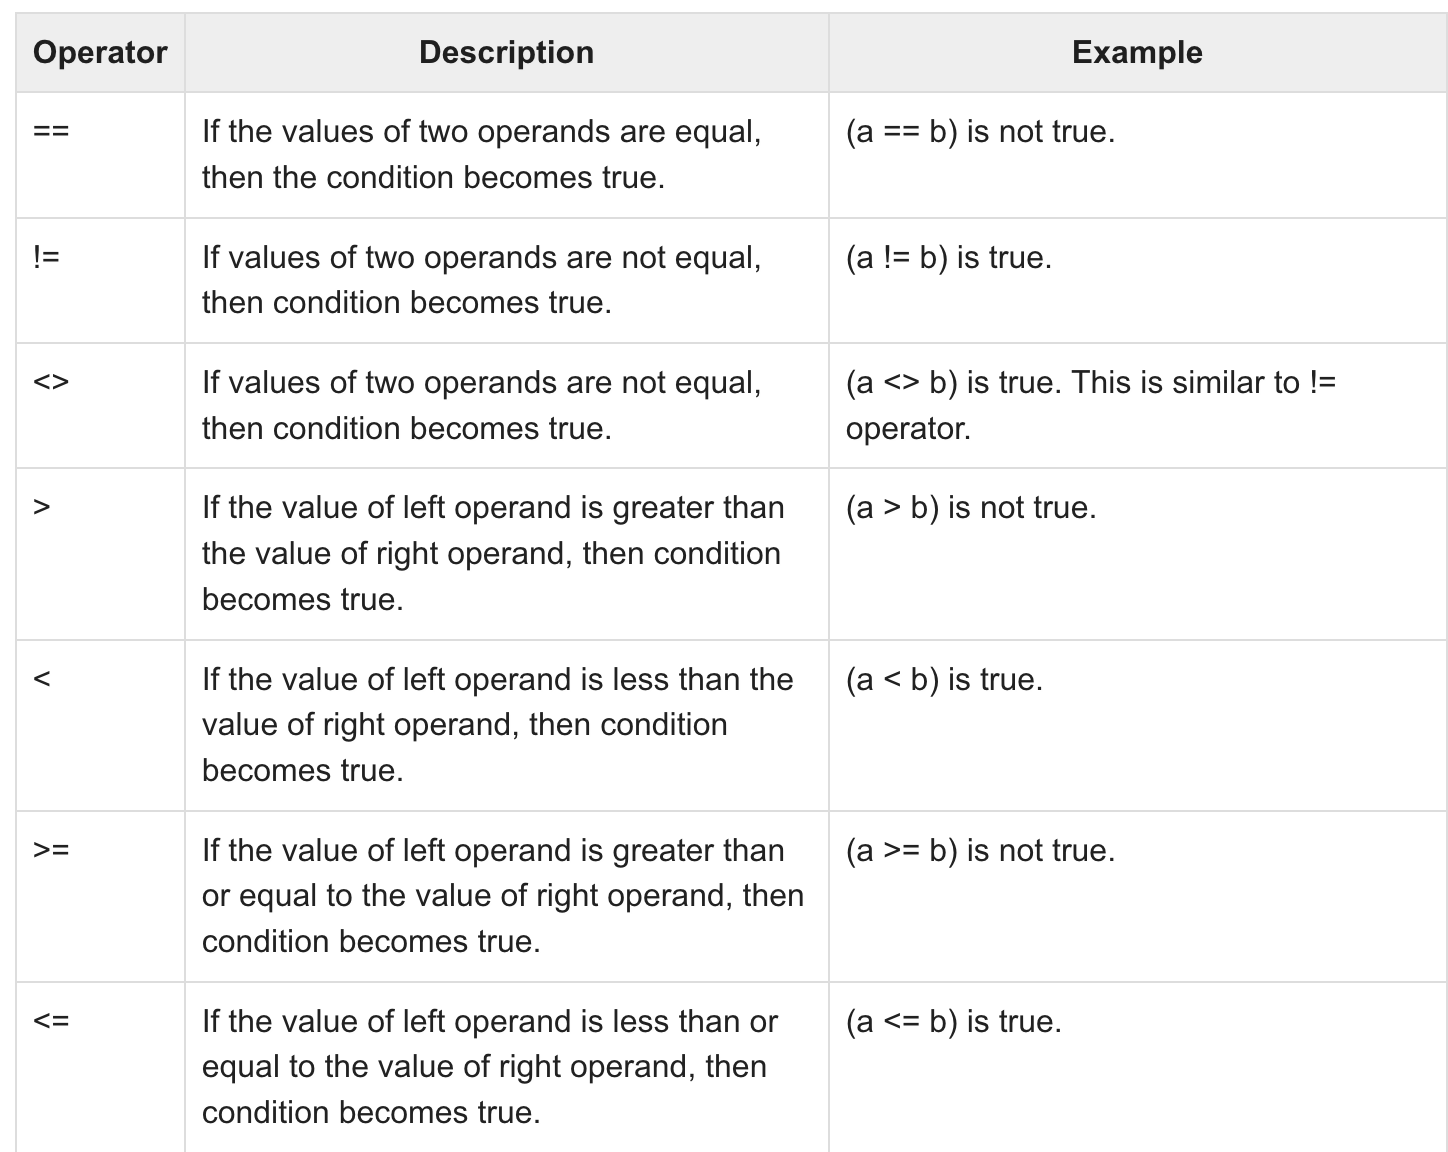 Operator Description Example
== If the values of two operands are equal, (a == b) is not true.
then the condition becomes true.
!= If values of two operands are not equal, (a != b) is true.
then condition becomes true.
<> If values of two operands are not equal, (a <> b) is true. This is similar to !=
then condition becomes true. operator.
> If the value of left operand is greater than (a > b) is not true.
the value of right operand, then condition
becomes true.
< If the value of left operand is less than the (a < b) is true.
value of right operand, then condition
becomes true.
>= If the value of left operand is greater than (a >= b) is not true.
or equal to the value of right operand, then
condition becomes true.
<= If the value of left operand is less than or (a <= b) is true.
equal to the value of right operand, then
condition becomes true.